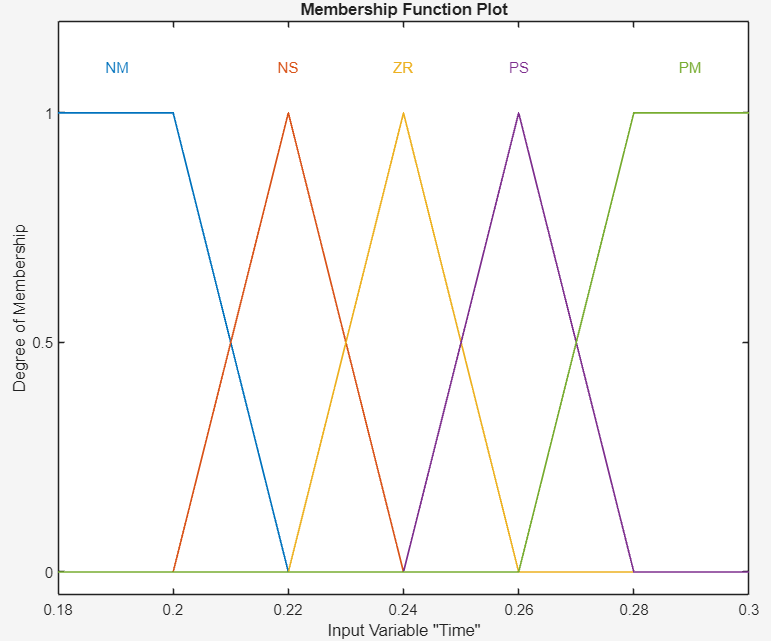 Membership Function Plot
NM NS ZR PS PM
1
0.5
0
Degree of Membership
0.18 0.2 0.22 0.24 0.26 0.28 0.3
Input Variable "Time"